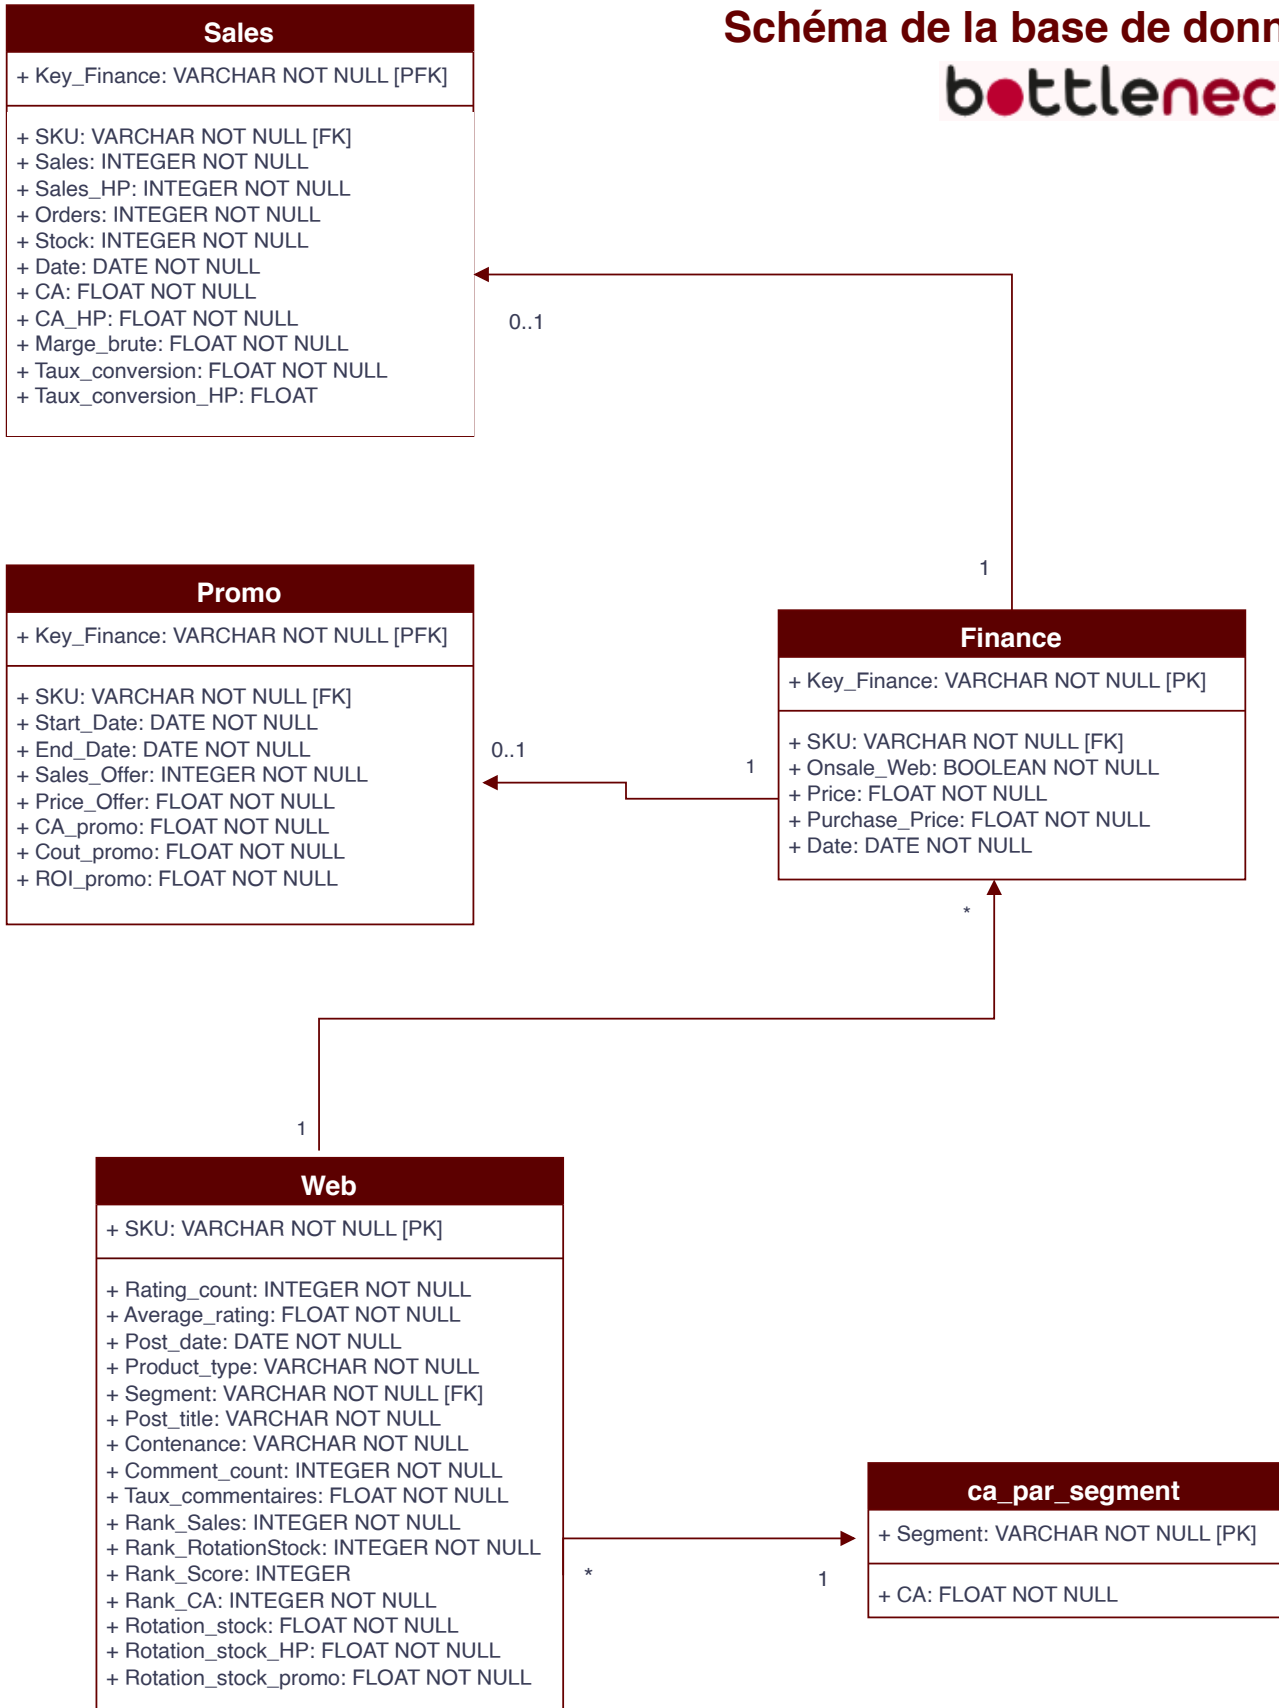 Schéma de la base de donn
bottlenec
Sales
+ Key_Finance: VARCHAR NOT NULL [PFK]
+ SKU: VARCHAR NOT NULL [FK]
+ Sales: INTEGER NOT NULL
+ Sales_HP: INTEGER NOT NULL
+ Orders: INTEGER NOT NULL
+ Stock: INTEGER NOT NULL
+ Date: DATE NOT NULL
+ CA: FLOAT NOT NULL
+ CA_HP: FLOAT NOT NULL
+ Marge_brute: FLOAT NOT NULL
+ Taux_conversion: FLOAT NOT NULL
+ Taux_conversion_HP: FLOAT
0..1
1
Promo
+ Key_Finance: VARCHAR NOT NULL [PFK]
+ SKU: VARCHAR NOT NULL [FK]
+ Start_Date: DATE NOT NULL
+ End_Date: DATE NOT NULL
+ Sales_Offer: INTEGER NOT NULL
+ Price_Offer: FLOAT NOT NULL
+ CA_promo: FLOAT NOT NULL
+ Cout_promo: FLOAT NOT NULL
+ ROI_promo: FLOAT NOT NULL
0..1
1
Finance
+ Key_Finance: VARCHAR NOT NULL [PK]
+ SKU: VARCHAR NOT NULL [FK]
+ Onsale_Web: BOOLEAN NOT NULL
+ Price: FLOAT NOT NULL
+ Purchase_Price: FLOAT NOT NULL
+ Date: DATE NOT NULL
*
1
Web
+ SKU: VARCHAR NOT NULL [PK]
+ Rating_count: INTEGER NOT NULL
+ Average_rating: FLOAT NOT NULL
+ Post_date: DATE NOT NULL
+ Product_type: VARCHAR NOT NULL
+ Segment: VARCHAR NOT NULL [FK]
+ Post_title: VARCHAR NOT NULL
+ Contenance: VARCHAR NOT NULL
+ Comment_count: INTEGER NOT NULL
+ Taux_commentaires: FLOAT NOT NULL
+ Rank_Sales: INTEGER NOT NULL
+ Rank_RotationStock: INTEGER NOT NULL
+ Rank_Score: INTEGER
+ Rank_CA: INTEGER NOT NULL
+ Rotation_stock: FLOAT NOT NULL
+ Rotation_stock_HP: FLOAT NOT NULL
+ Rotation_stock_promo: FLOAT NOT NULL
*
1
ca_par_segment
+ Segment: VARCHAR NOT NULL [PK]
+ CA: FLOAT NOT NULL